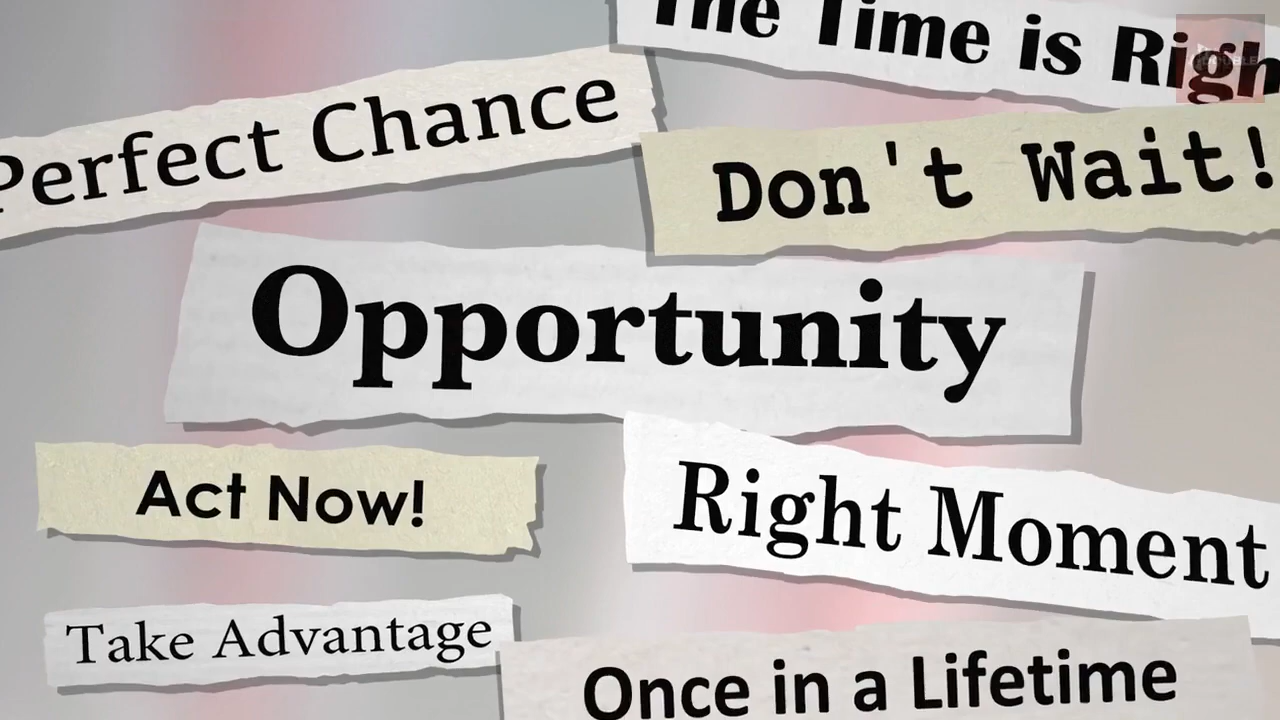 The Time is Righ
Perfect Chance
Don't Wait!
Opportunity
Act Now!
Right Moment
Take Advantage
Once in a Lifetime